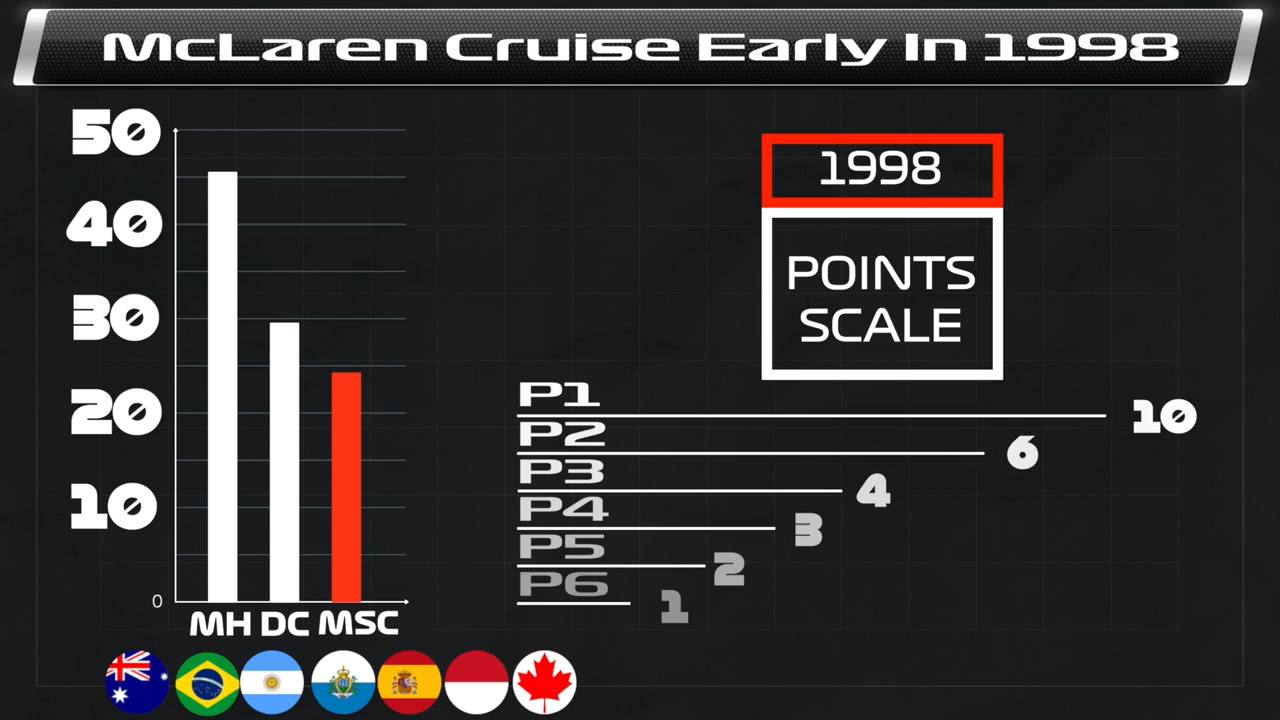 McLaren Cruise Early In 1998
50
40
30
20
10
0
MH DC MSC
1998
POINTS
SCALE
P1 10
P2 6
P3 4
P4 3
P5 2
P6 1